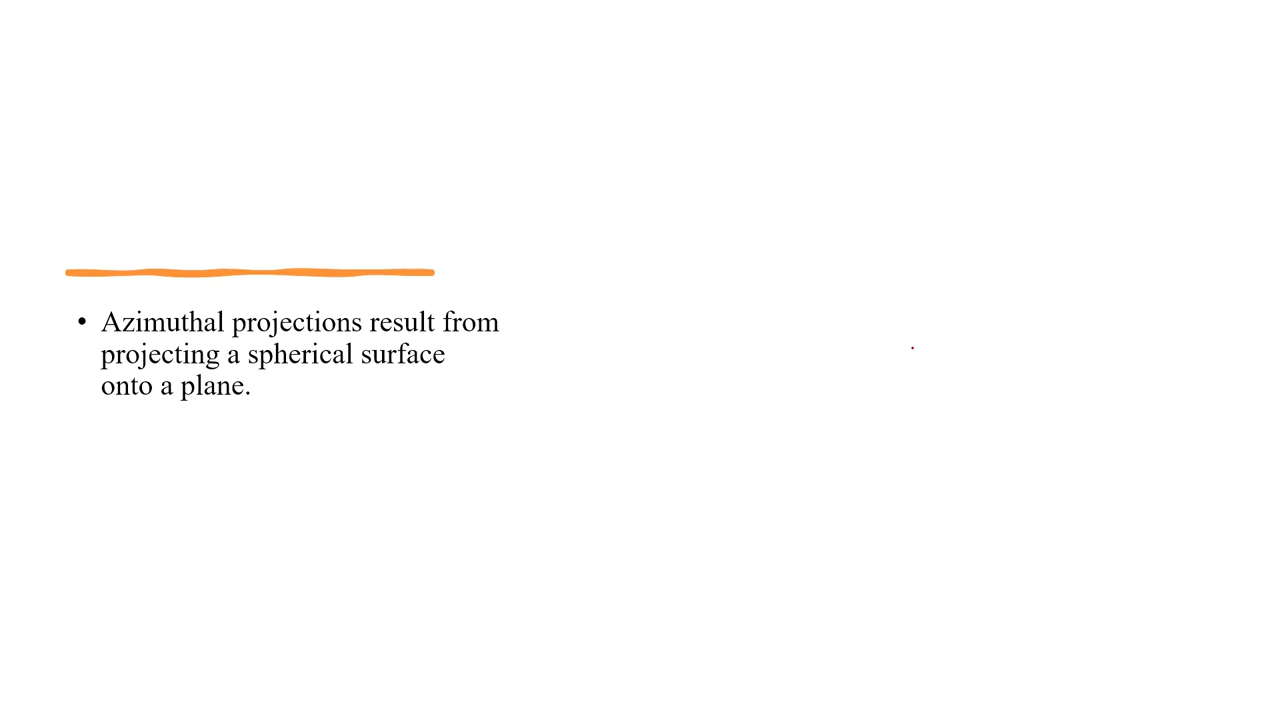 • Azimuthal projections result from
projecting a spherical surface
onto a plane.